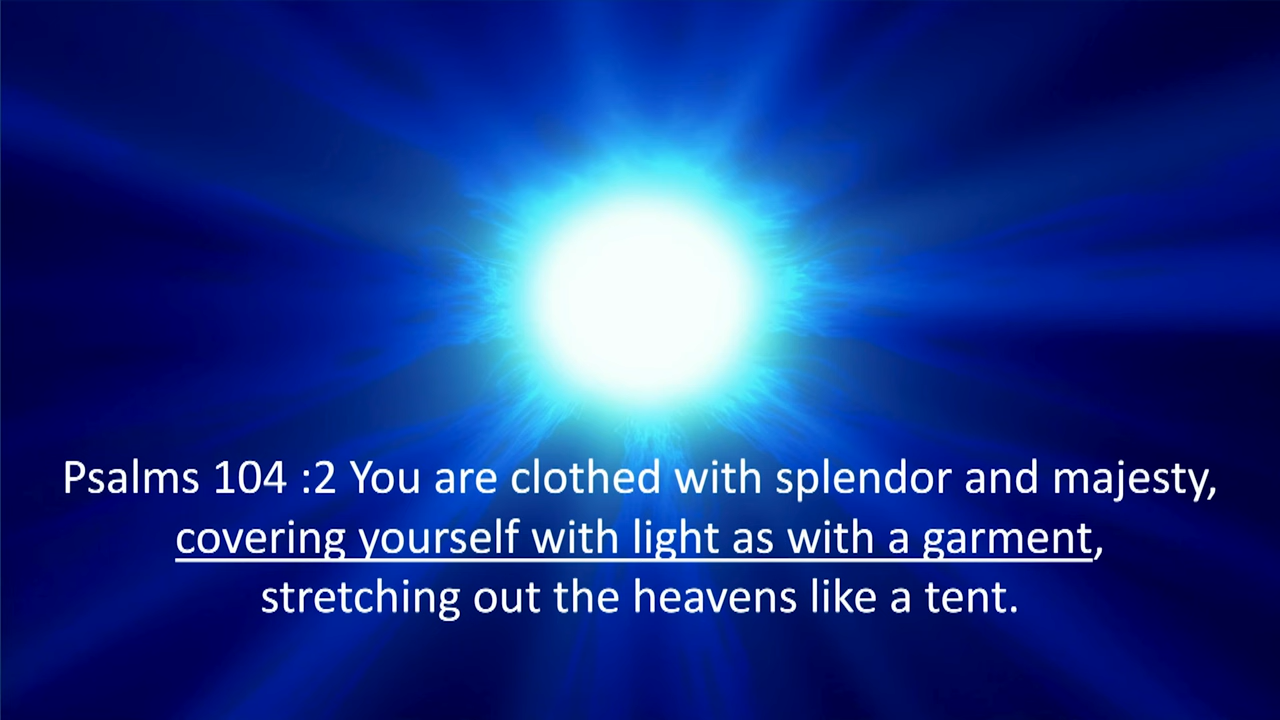 Psalms 104 :2 You are clothed with splendor and majesty,
covering yourself with light as with a garment,
stretching out the heavens like a tent.